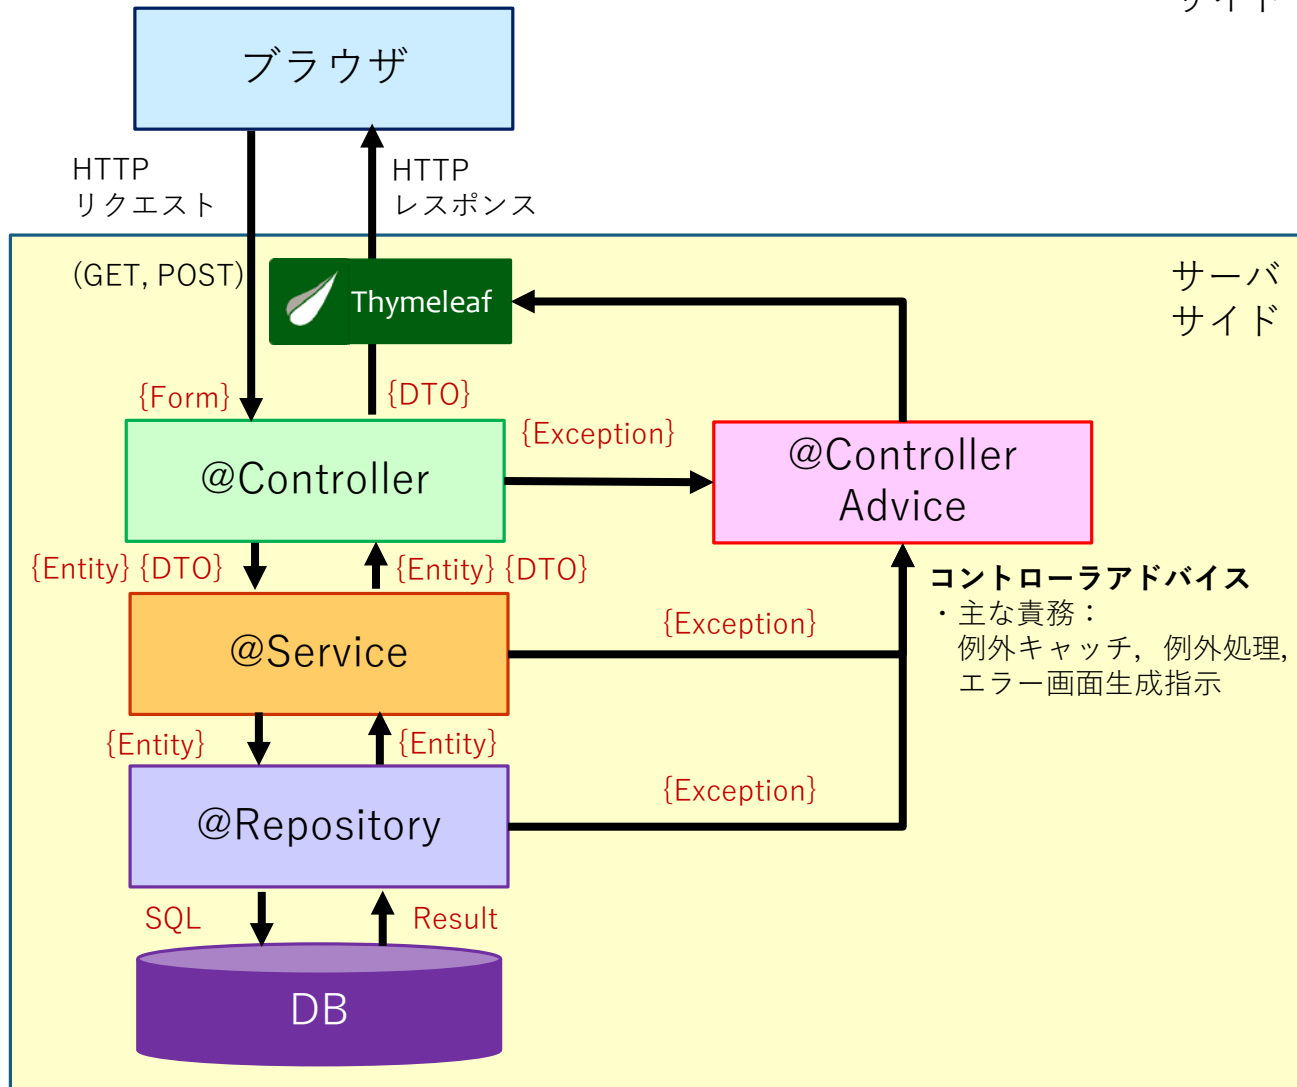 サイド
ブラウザ
HTTP
リクエスト
HTTP
レスポンス
(GET, POST)
Thymeleaf
サーバ
サイド
{Form}
{DTO}
{Exception}
@Controller
@Controller
Advice
{Entity} {DTO}
{Entity} {DTO}
コントローラアドバイス
・主な責務：
例外キャッチ，例外処理，
エラー画面生成指示
{Exception}
@Service
{Entity}
{Entity}
{Exception}
@Repository
SQL
Result
DB